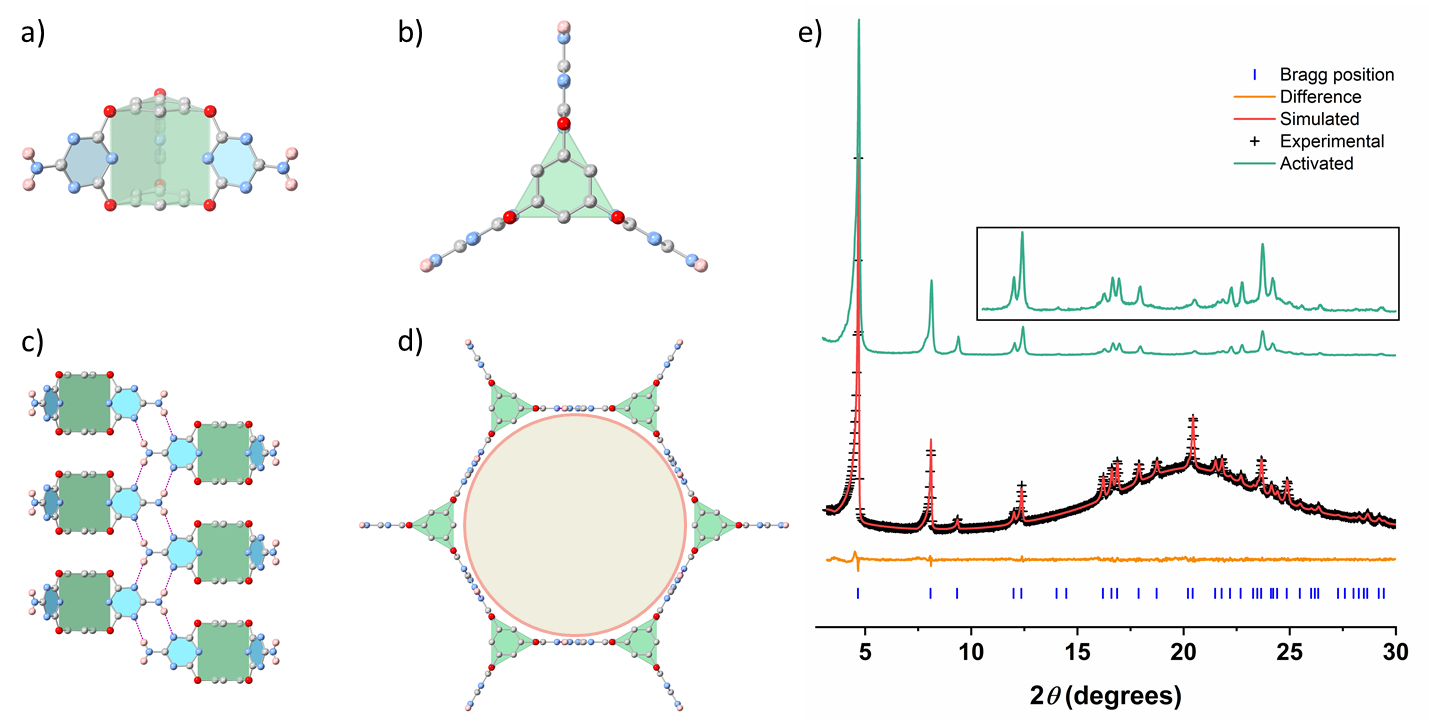 a)
b)
e)
Bragg position
Difference
Simulated
Experimental
Activated
c)
d)
5 10 15 20 25 30
2θ (degrees)